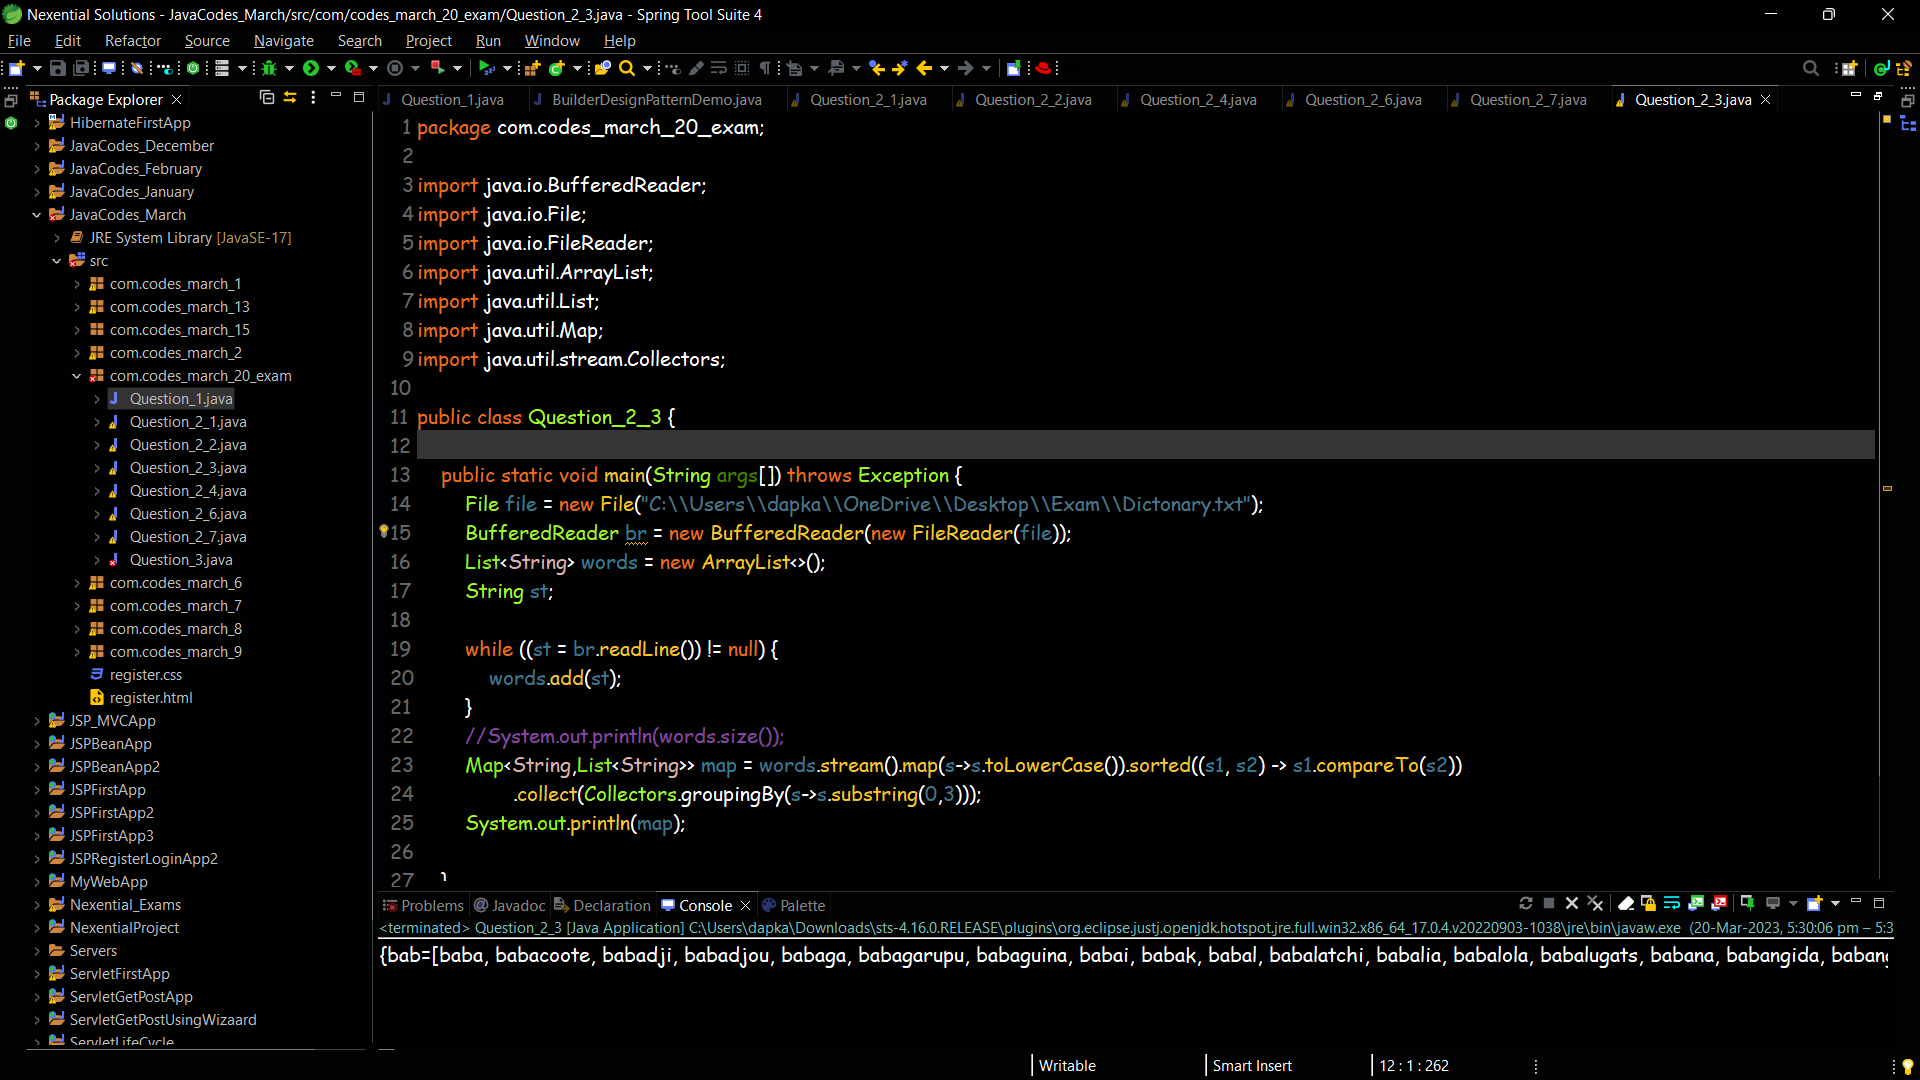 Nexential Solutions - JavaCodes_March/src/com/codes_march_20_exam/Question_2_3.java - Spring Tool Suite 4
File Edit Refactor Source Navigate Search Project Run Window Help
Package Explorer
Question_1.java BuilderDesignPatternDemo.java Question_2_1.java Question_2_2.java Question_2_4.java Question_2_6.java Question_2_7.java Question_2_3.java
HibernateFirstApp
JavaCodes_December
JavaCodes_February
JavaCodes_January
JavaCodes_March
JRE System Library [JavaSE-17]
src
com.codes_march_1
com.codes_march_13
com.codes_march_15
com.codes_march_2
com.codes_march_20_exam
Question_1.java
Question_2_1.java
Question_2_2.java
Question_2_3.java
Question_2_4.java
Question_2_6.java
Question_2_7.java
Question_3.java
com.codes_march_6
com.codes_march_7
com.codes_march_8
com.codes_march_9
register.css
register.html
JSP_MVCApp
JSPBeanApp
JSPBeanApp2
JSPFirstApp
JSPFirstApp2
JSPFirstApp3
JSPRegisterLoginApp2
MyWebApp
Nexential_Exams
NexentialProject
Servers
ServletFirstApp
ServletGetPostApp
ServletGetPostUsingWizaard
ServletLifeCycle
1 package com.codes_march_20_exam;
2
3 import java.io.BufferedReader;
4 import java.io.File;
5 import java.io.FileReader;
6 import java.util.ArrayList;
7 import java.util.List;
8 import java.util.Map;
9 import java.util.stream.Collectors;
10
11 public class Question_2_3 {
12
13 public static void main(String args[]) throws Exception {
14 File file = new File("C:\\Users\\dapka\\OneDrive\\Desktop\\Exam\\Dictonary.txt");
15 BufferedReader br = new BufferedReader(new FileReader(file));
16 List<String> words = new ArrayList<>();
17 String st;
18
19 while ((st = br.readLine()) != null) {
20 words.add(st);
21 }
22 //System.out.println(words.size());
23 Map<String,List<String>> map = words.stream().map(s->s.toLowerCase()).sorted((s1, s2) -> s1.compareTo(s2))
24 .collect(Collectors.groupingBy(s->s.substring(0,3)));
25 System.out.println(map);
26
27 }
Problems @ Javadoc Declaration Console Palette
<terminated> Question_2_3 [Java Application] C:\Users\dapka\Downloads\sts-4.16.0.RELEASE\plugins\org.eclipse.justj.openjdk.hotspot.jre.full.win32.x86_64_17.0.4.v20220903-1038\jre\bin\javaw.exe (20-Mar-2023, 5:30:06 pm – 5:3
{bab=[baba, babacoote, babadji, babadjou, babaga, babagarupu, babaguina, babai, babak, babal, babalatchi, babalia, babalola, babalugats, babana, babangida, baban
Writable Smart Insert 12 : 1 : 262